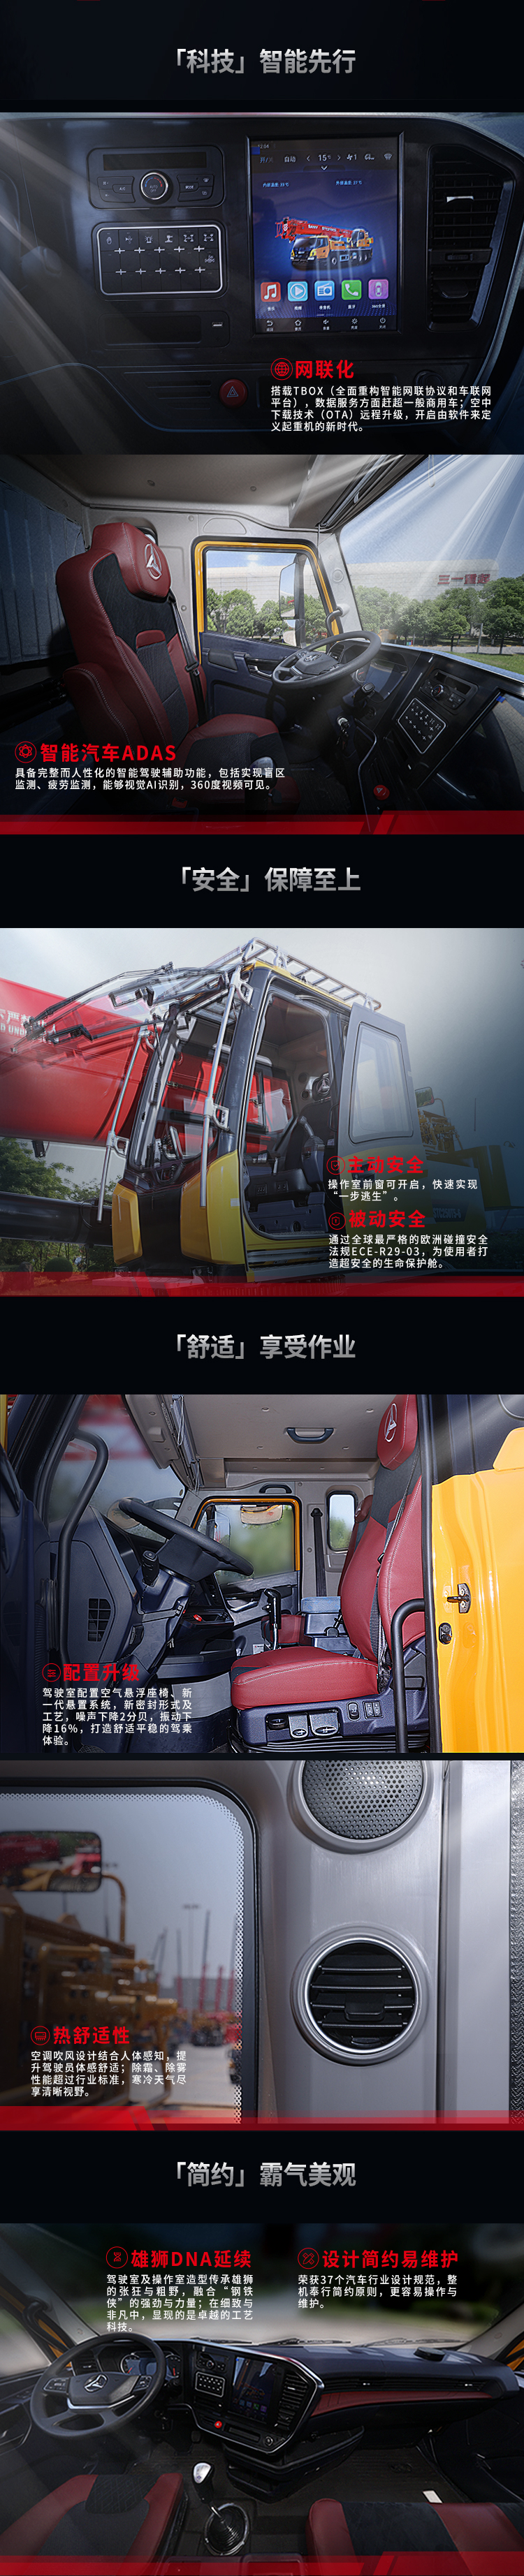 「科技」智能先行
12:04
自动
15°
1
内部温度 33℃
外部温度 37℃
SANY
网联化
搭载TBOX（全面重构智能网联协议和车联网
平台），数据服务方面赶超一般商用车；空中
下载技术（OTA）远程升级，开启由软件来定
义起重机的新时代。
三一
智能汽车ADAS
具备完整而人性化的智能驾驶辅助功能，包括实现盲区
监测、疲劳监测，能够视觉AI识别，360度视频可见。
「安全」保障至上
主动安全
操作室前窗可开启，快速实现
“一步逃生”。
被动安全
通过全球最严格的欧洲碰撞安全
法规ECE-R29-03，为使用者打
造超安全的生命保护舱。
「舒适」享受作业
配置升级
驾驶室配置空气悬浮座椅、新
一代悬置系统，新密封形式及
工艺，噪声下降2分贝，振动下
降16%，打造舒适平稳的驾乘
体验。
热舒适性
空调吹风设计结合人体感知，提
升驾驶员体感舒适；除霜、除雾
性能超过行业标准，寒冷天气尽
享清晰视野。
「简约」霸气美观
雄狮DNA延续
驾驶室及操作室造型传承雄狮
的张狂与粗野，融合“钢铁
侠”的强劲与力量；在细致与
非凡中，显现的是卓越的工艺
科技。
设计简约易维护
荣获37个汽车行业设计规范，整
机奉行简约原则，更容易操作与
维护。